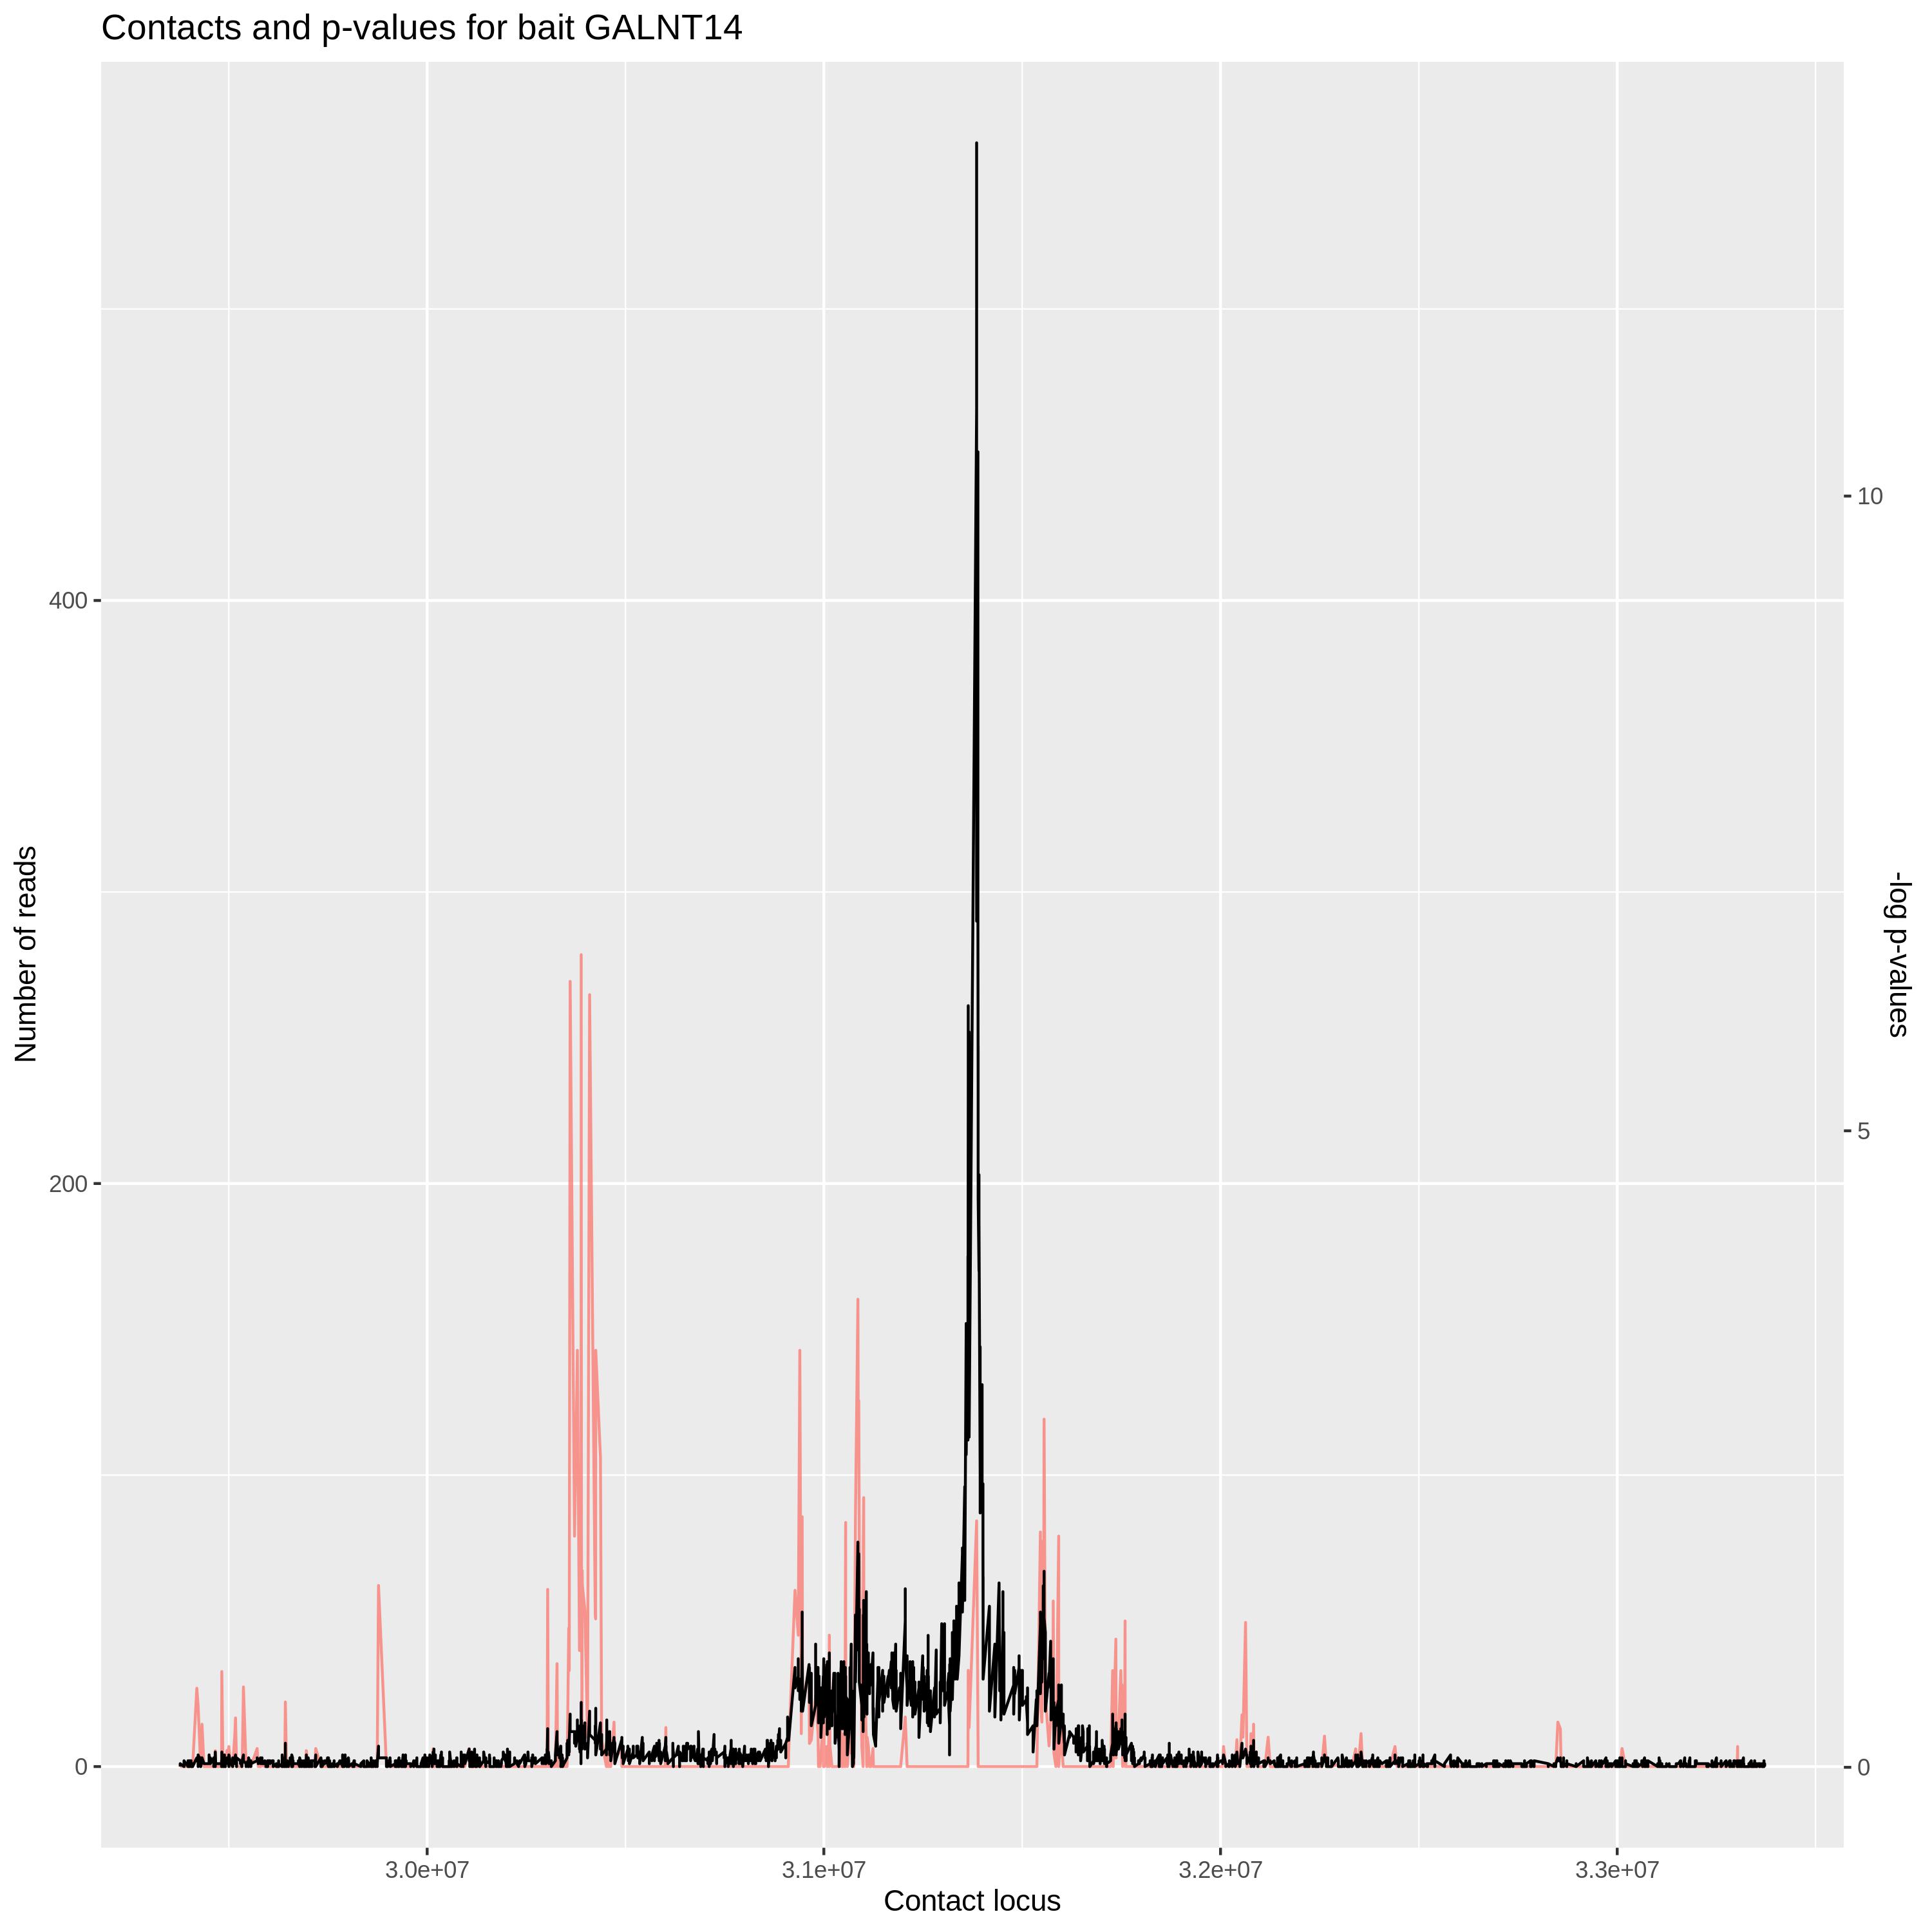 Contacts and p-values for bait GALNT14
Number of reads
400
200
0
10
5
0
-log p-values
3.0e+07
3.1e+07
3.2e+07
3.3e+07
Contact locus